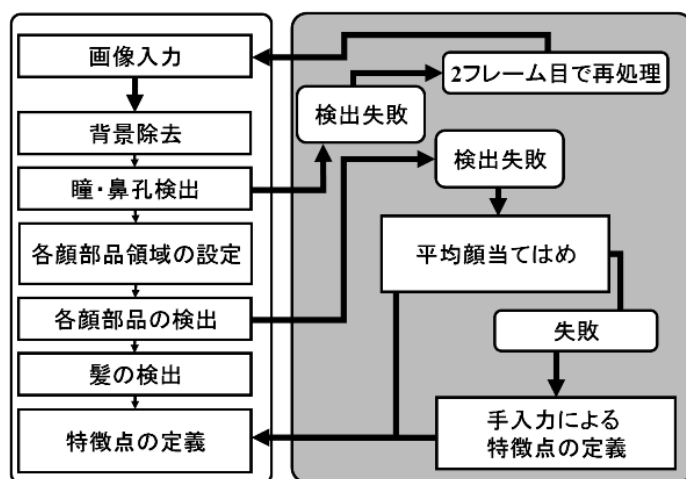 画像入力
背景除去
瞳・鼻孔検出
各顔部品領域の設定
各顔部品の検出
髪の検出
特徴点の定義
2フレーム目で再処理
検出失敗
検出失敗
平均顔当てはめ
失敗
手入力による
特徴点の定義